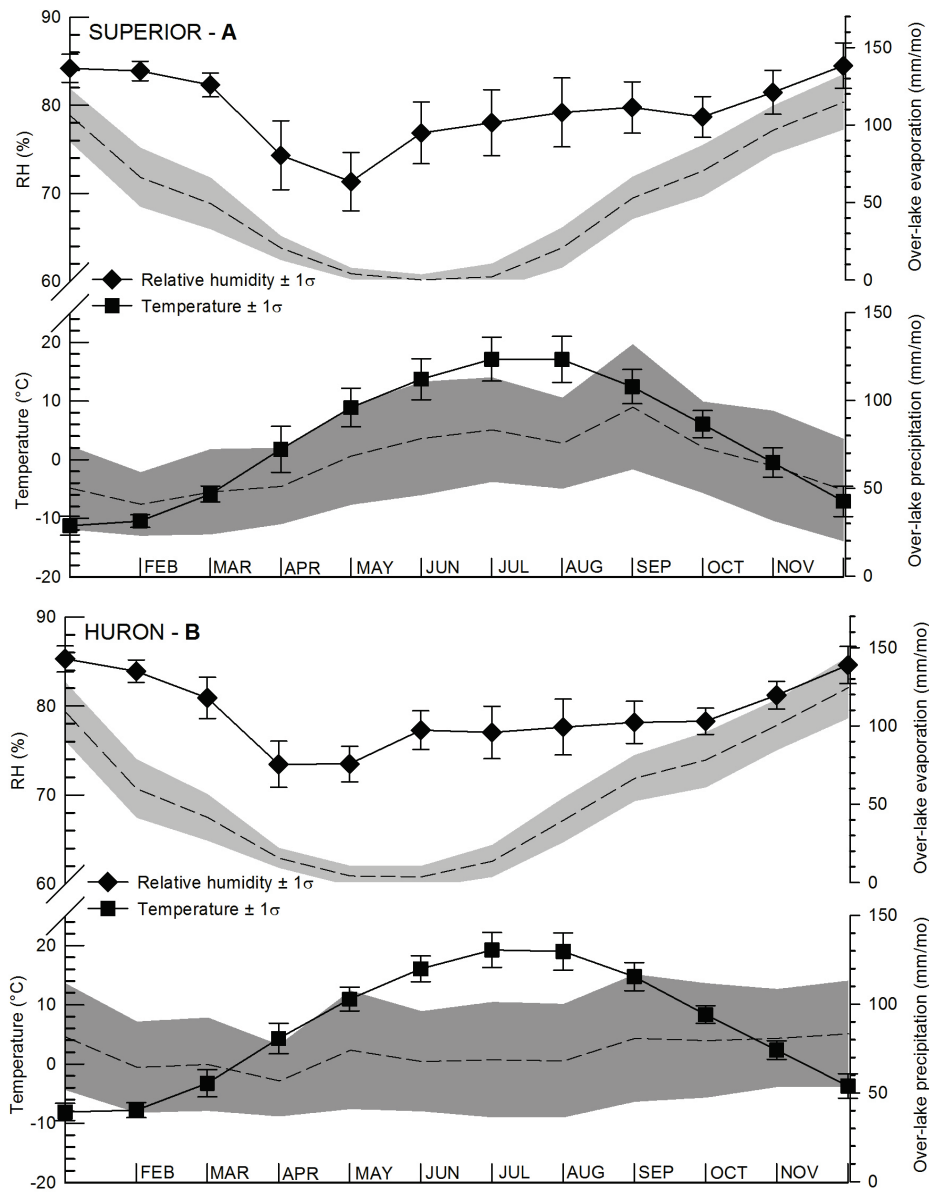 SUPERIOR - A
90
80
70
60
RH (%)
150
100
50
0
Over-lake evaporation (mm/mo)
Relative humidity ± 1σ
Temperature ± 1σ
20
10
0
-10
-20
Temperature (°C)
150
100
50
0
Over-lake precipitation (mm/mo)
FEB MAR APR MAY JUN JUL AUG SEP OCT NOV
HURON - B
90
80
70
60
RH (%)
150
100
50
0
Over-lake evaporation (mm/mo)
Relative humidity ± 1σ
Temperature ± 1σ
20
10
0
-10
-20
Temperature (°C)
150
100
50
0
Over-lake precipitation (mm/mo)
FEB MAR APR MAY JUN JUL AUG SEP OCT NOV